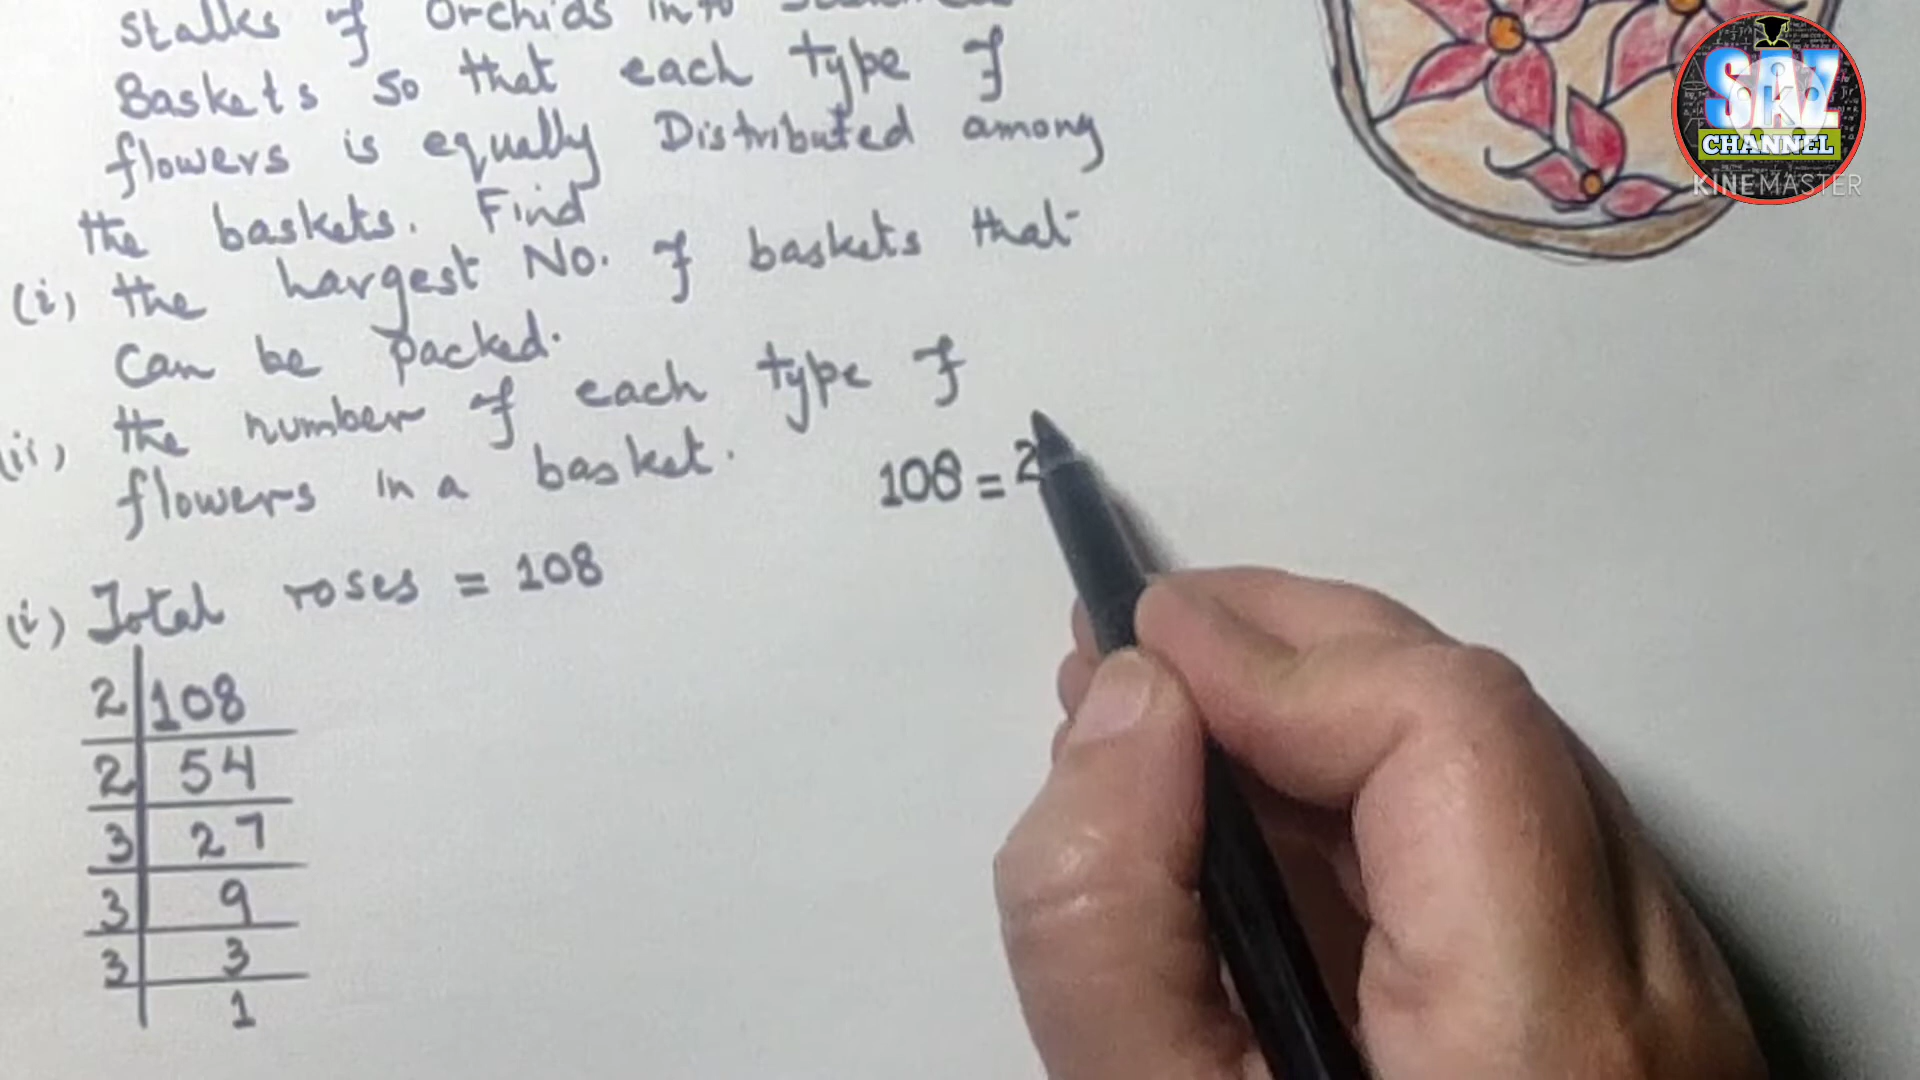 stalks of Orchids into
Baskets so that each type of
flowers is equally Distributed among
the baskets. Find
(i) the largest No. of baskets that
can be packed.
(ii) the number of each type of
flowers in a basket.
108 = 2
(i) Total roses = 108
2 108
2 54
3 27
3 9
3 3
1
SAZ
CHANNEL
KINEMASTER